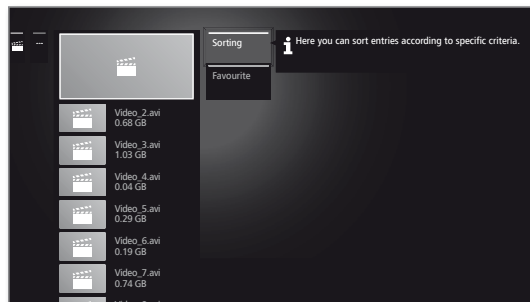 ...
Sorting
Here you can sort entries according to specific criteria.
Favourite
Video_2.avi
0.68 GB
Video_3.avi
1.03 GB
Video_4.avi
0.04 GB
Video_5.avi
0.29 GB
Video_6.avi
0.19 GB
Video_7.avi
0.74 GB